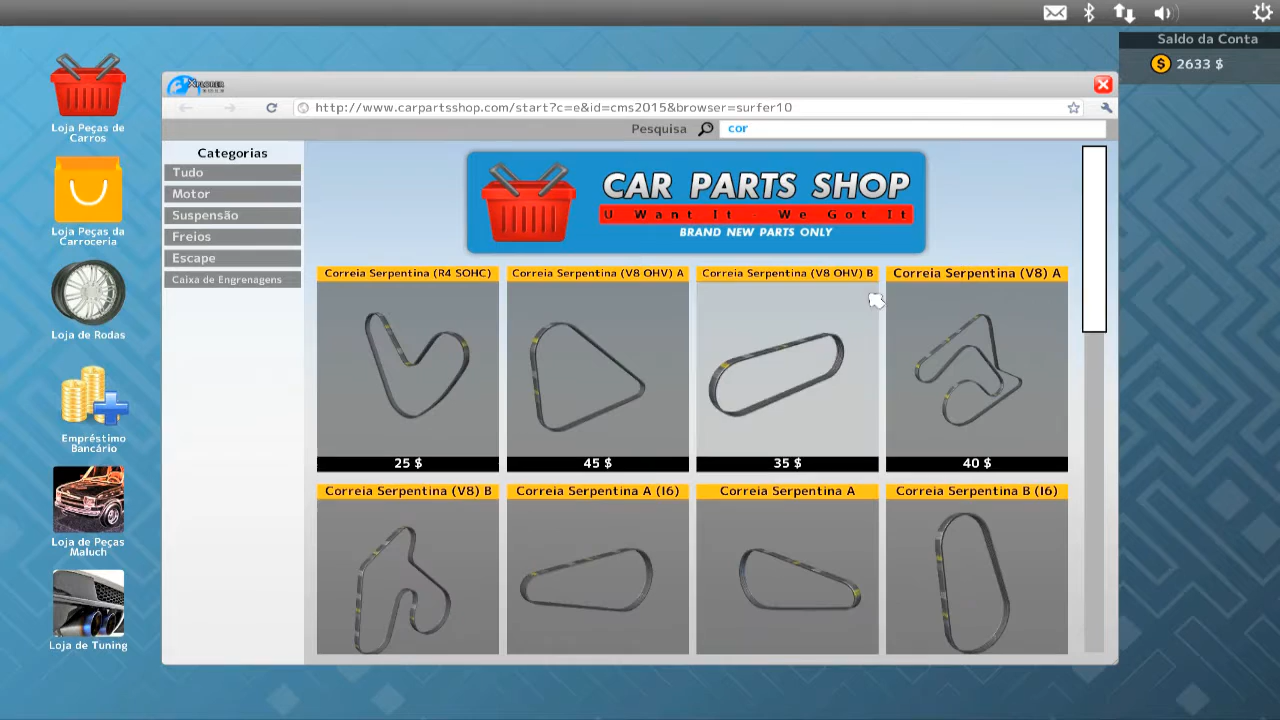 Saldo da Conta
2633 $
Loja Peças de
Carros
Loja Peças da
Carroceria
Loja de Rodas
Empréstimo
Bancário
Loja de Peças
Maluch
Loja de Tuning
http://www.carpartsshop.com/start?c=e&id=cms2015&browser=surfer10
Pesquisa
cor
Categorias
Tudo
Motor
Suspensão
Freios
Escape
Caixa de Engrenagens
CAR PARTS SHOP
U Want It - We Got It
BRAND NEW PARTS ONLY
Correia Serpentina (R4 SOHC)
Correia Serpentina (V8 OHV) A
Correia Serpentina (V8 OHV) B
Correia Serpentina (V8) A
25 $
45 $
35 $
40 $
Correia Serpentina (V8) B
Correia Serpentina A (I6)
Correia Serpentina A
Correia Serpentina B (I6)